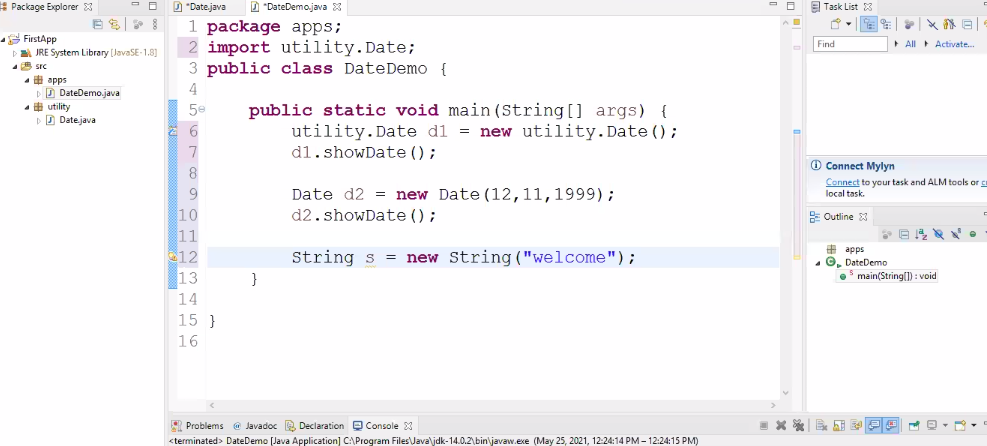 Package Explorer
FirstApp
JRE System Library [JavaSE-1.8]
src
apps
DateDemo.java
utility
Date.java
*Date.java
*DateDemo.java
1 package apps;
2 import utility.Date;
3 public class DateDemo {
4
5 public static void main(String[] args) {
6 utility.Date d1 = new utility.Date();
7 d1.showDate();
8
9 Date d2 = new Date(12,11,1999);
10 d2.showDate();
11
12 String s = new String("welcome");
13 }
14
15 }
16
Task List
Find
All
Activate...
Connect Mylyn
Connect to your task and ALM tools or
local task.
Outline
apps
DateDemo
main(String[]) : void
Problems
Javadoc
Declaration
Console
<terminated> DateDemo [Java Application] C:\Program Files\Java\jdk-14.0.2\bin\javaw.exe (May 25, 2021, 12:24:14 PM – 12:24:15 PM)